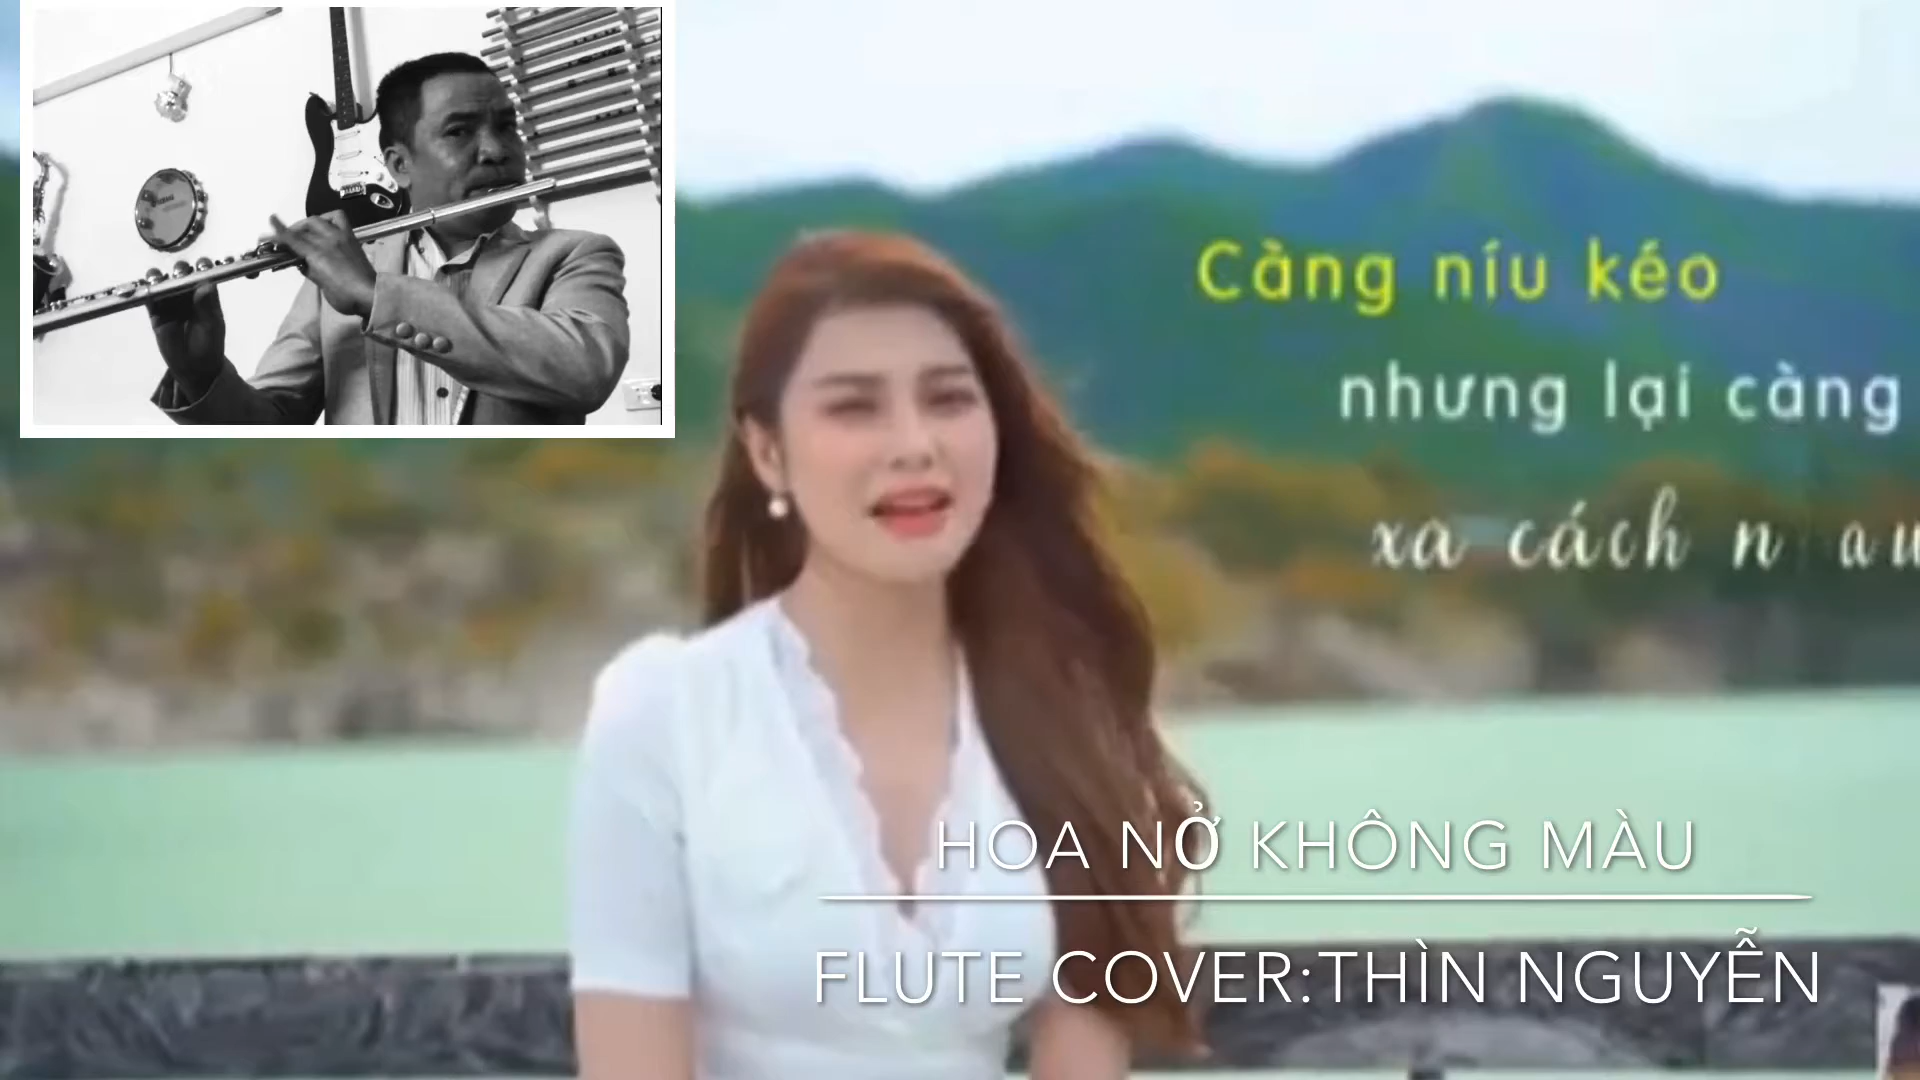 Càng níu kéo
nhưng lại càng
xa cách n au
HOA NỞ KHÔNG MÀU
FLUTE COVER:THÌN NGUYỄN